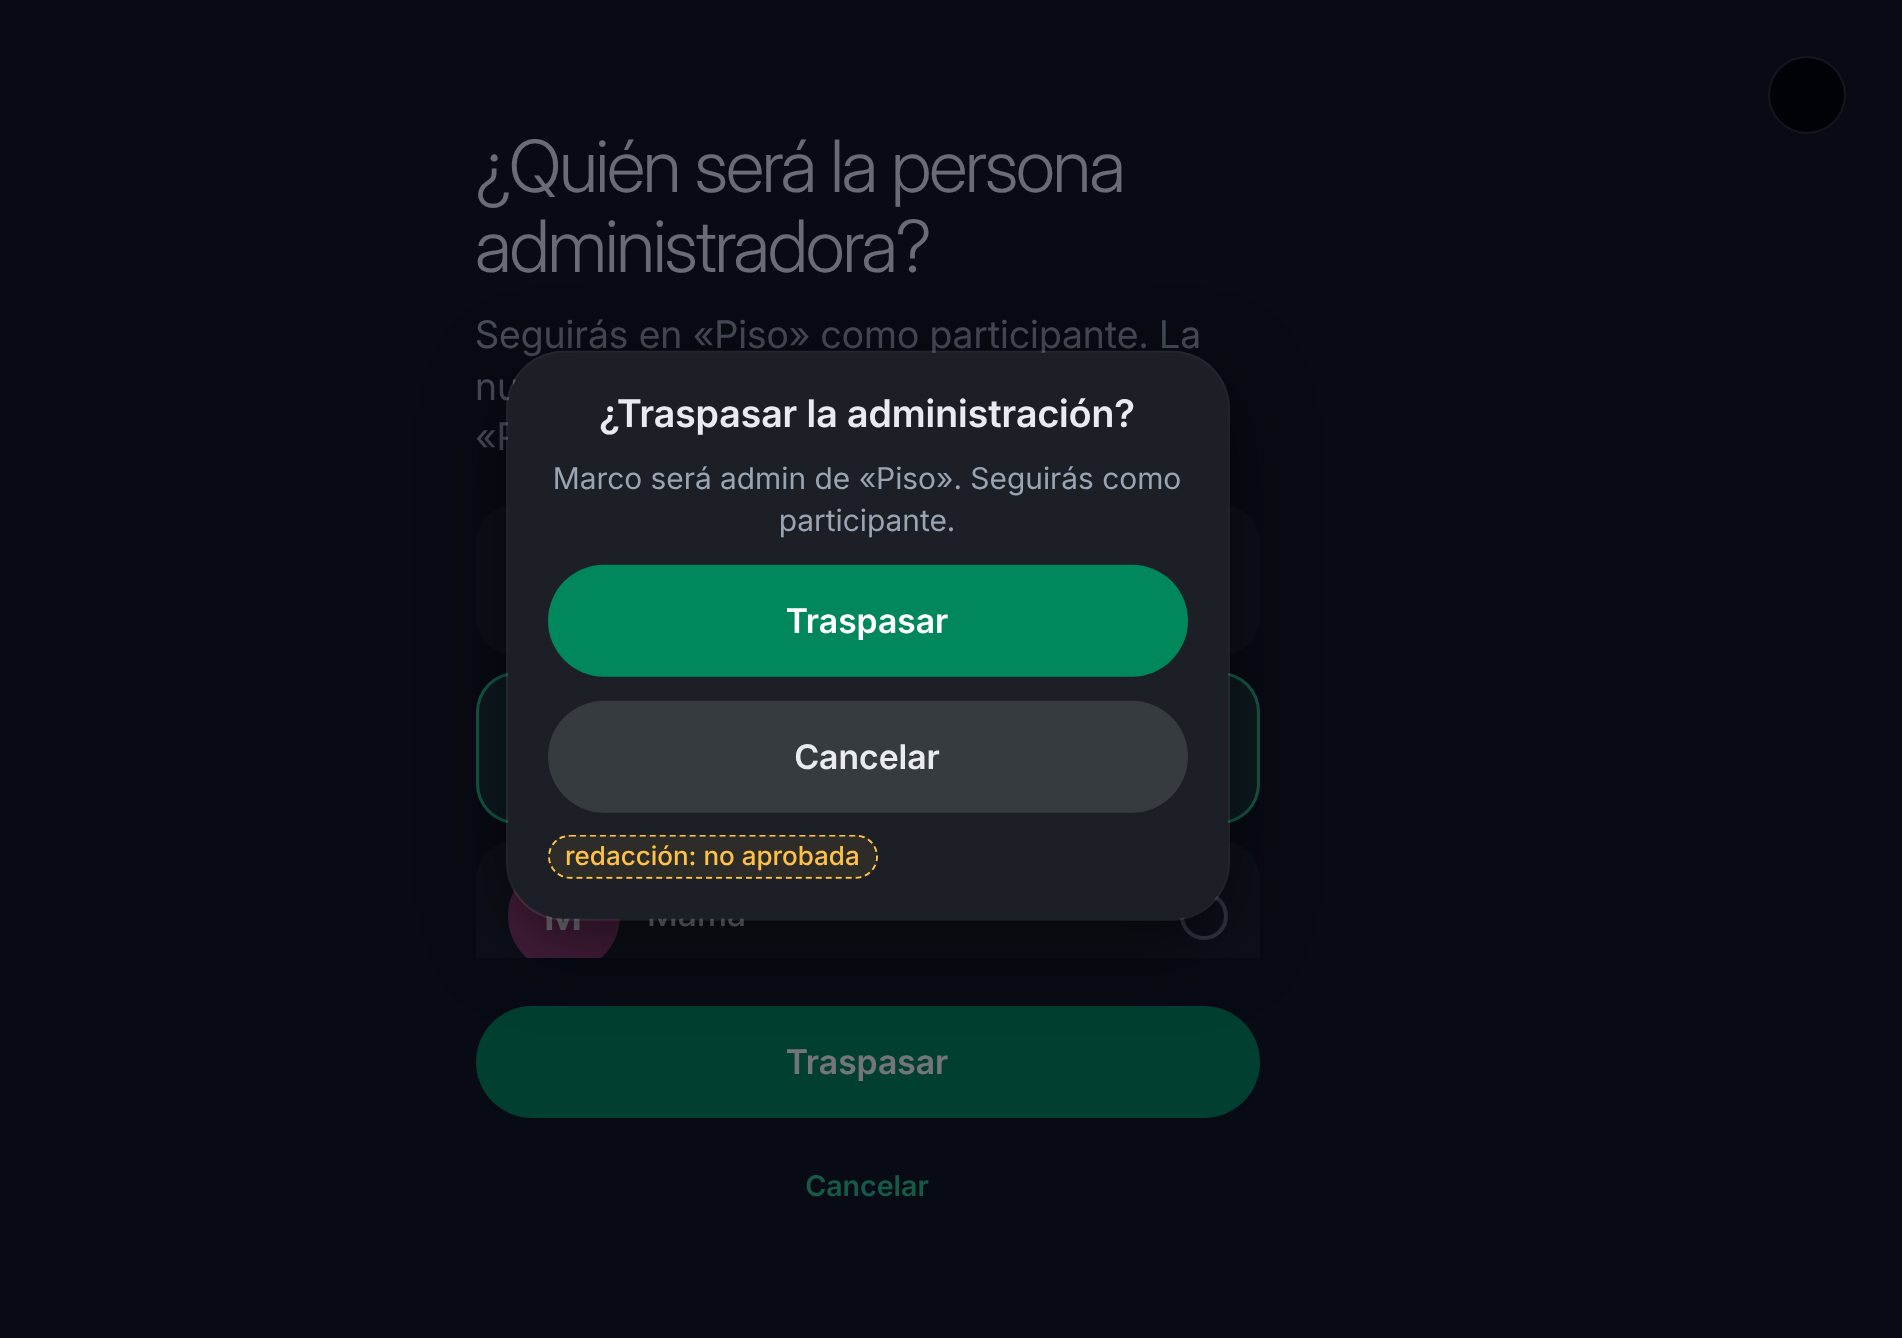 ¿Quién será la persona
administradora?
Seguirás en «Piso» como participante. La
¿Traspasar la administración?
Marco será admin de «Piso». Seguirás como
participante.
Traspasar
Cancelar
redacción: no aprobada
M
Traspasar
Cancelar